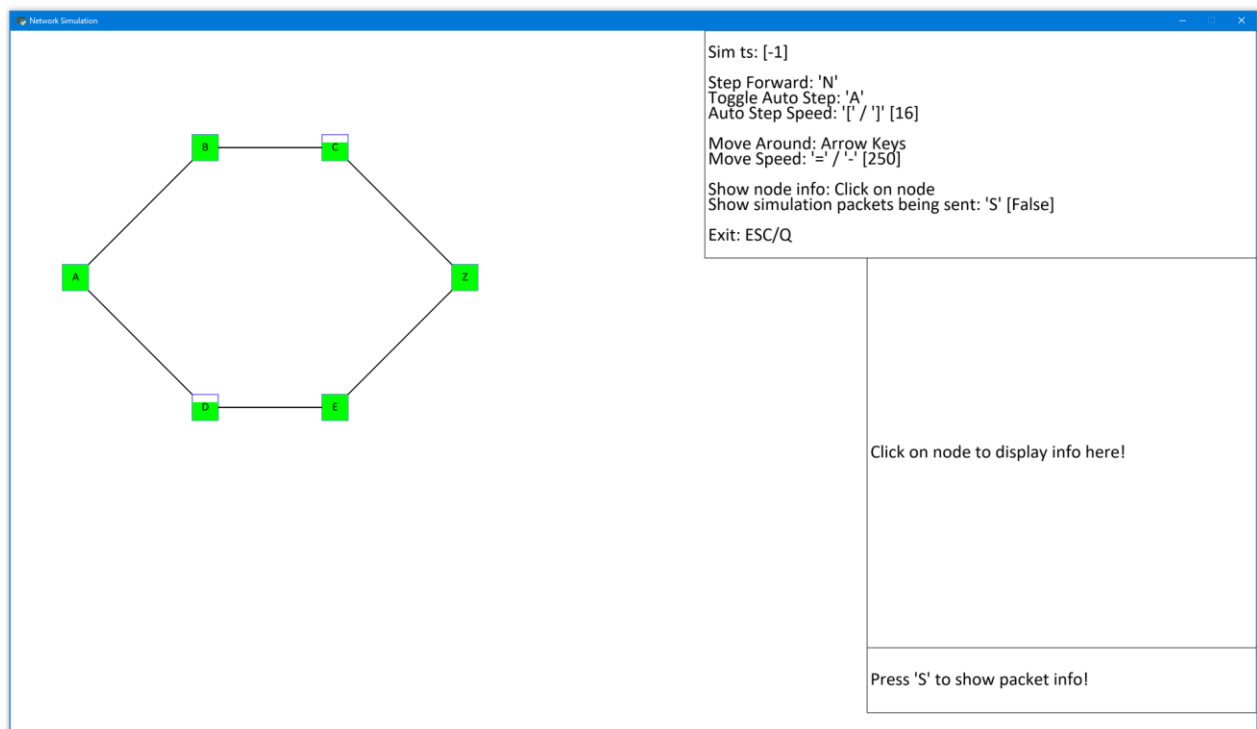 Network Simulation
Sim ts: [-1]
Step Forward: 'N'
Toggle Auto Step: 'A'
Auto Step Speed: '[' / ']' [16]
Move Around: Arrow Keys
Move Speed: '=' / '-' [250]
Show node info: Click on node
Show simulation packets being sent: 'S' [False]
Exit: ESC/Q
B
C
A
Z
D
E
Click on node to display info here!
Press 'S' to show packet info!